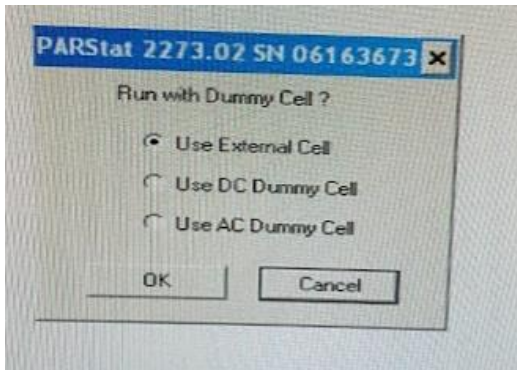 PARStat 2273.02 SN 06163673
Run with Dummy Cell ?
Use External Cell
Use DC Dummy Cell
Use AC Dummy Cell
OK Cancel